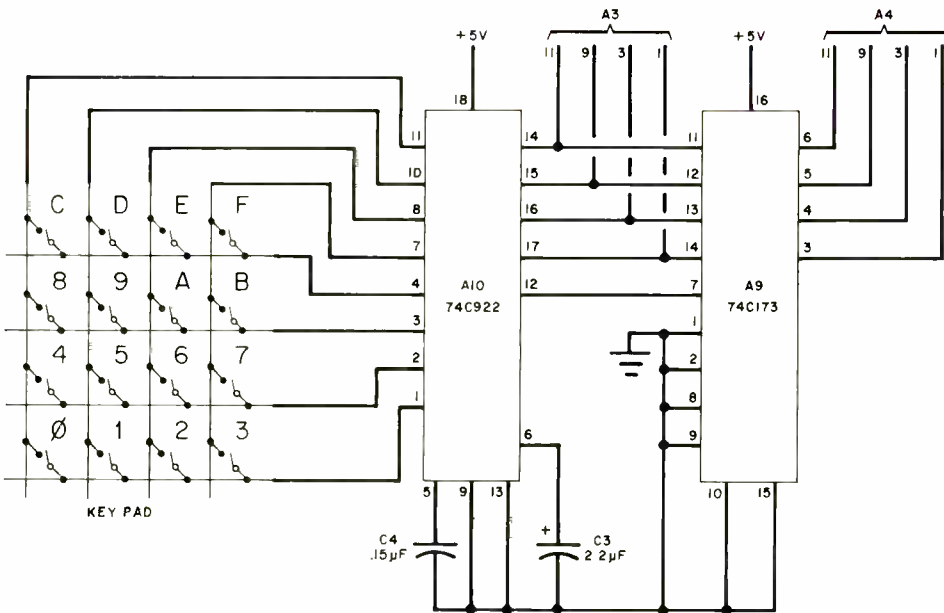 A3 A4
+5V 11 9 3 1 +5V 11 9 3 1
18 16
11 14 11 6
10 15 12 5
8 16 13 4
C D E F
7 17 14 3
A10 74C922
A9 74C173
4 12 7
8 9 A B
3 1
4 5 6 7
2 2
1 8
Ø 1 2 3
6 9
5 9 13 10 15
KEY PAD
C4
.15µF
+ C3
2.2µF